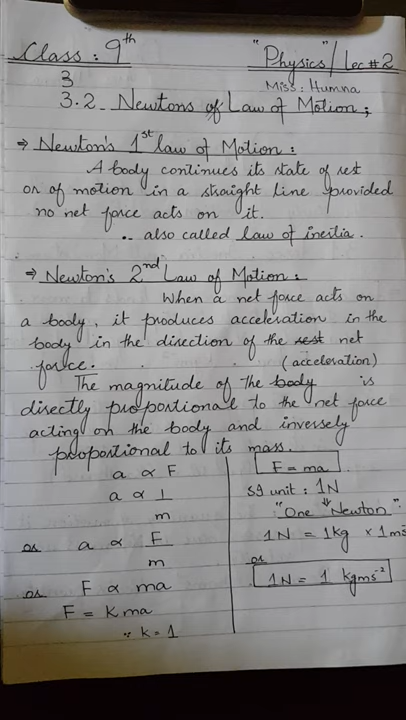 Class : 9th "Physics"/ Lec # 2
3 Miss : Humna
3.2. Newtons of Law of Motion ;
⇒ Newton's 1st law of Motion :
A body continues its state of rest
or of motion in a straight line provided
no net force acts on it.
∴ also called law of inertia.
⇒ Newton's 2nd Law of Motion :
When a net force acts on
a body, it produces acceleration in the
body in the direction of the rest net
force. (acceleration)
The magnitude of the body is
directly proportional to the net force
acting on the body and inversely
proportional to its mass.
a ∝ F
a ∝ 1/m
or a ∝ F/m
or F ∝ ma
F = Kma
∵ k = 1
F = ma
SI unit : 1N
"One Newton"
1N = 1kg × 1ms
or
1N = 1 kgms⁻²